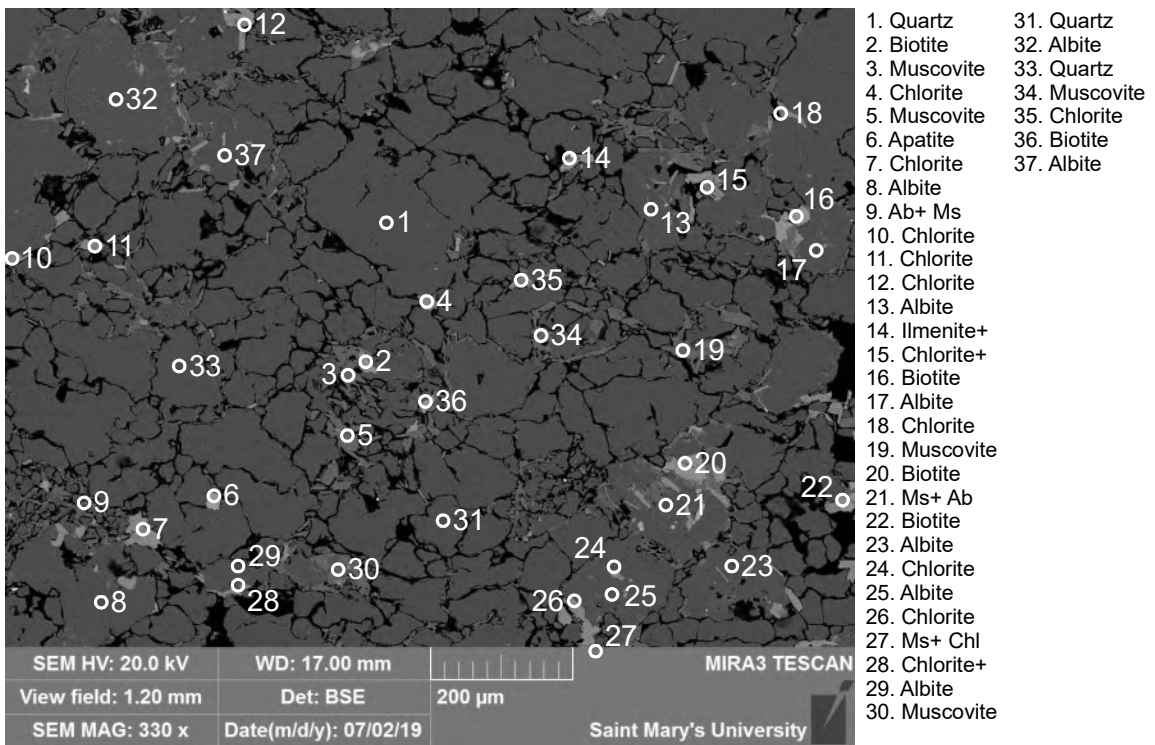 12
32
18
37
14
15
16
1
13
11
10
17
35
4
34
19
33
3
2
36
5
20
22
9
6
21
7
31
29
24
23
30
8
28
26
25
27
SEM HV: 20.0 kV WD: 17.00 mm MIRA3 TESCAN
View field: 1.20 mm Det: BSE 200 µm
SEM MAG: 330 x Date(m/d/y): 07/02/19 Saint Mary's University
1. Quartz
2. Biotite
3. Muscovite
4. Chlorite
5. Muscovite
6. Apatite
7. Chlorite
8. Albite
9. Ab+ Ms
10. Chlorite
11. Chlorite
12. Chlorite
13. Albite
14. Ilmenite+
15. Chlorite+
16. Biotite
17. Albite
18. Chlorite
19. Muscovite
20. Biotite
21. Ms+ Ab
22. Biotite
23. Albite
24. Chlorite
25. Albite
26. Chlorite
27. Ms+ Chl
28. Chlorite+
29. Albite
30. Muscovite
31. Quartz
32. Albite
33. Quartz
34. Muscovite
35. Chlorite
36. Biotite
37. Albite